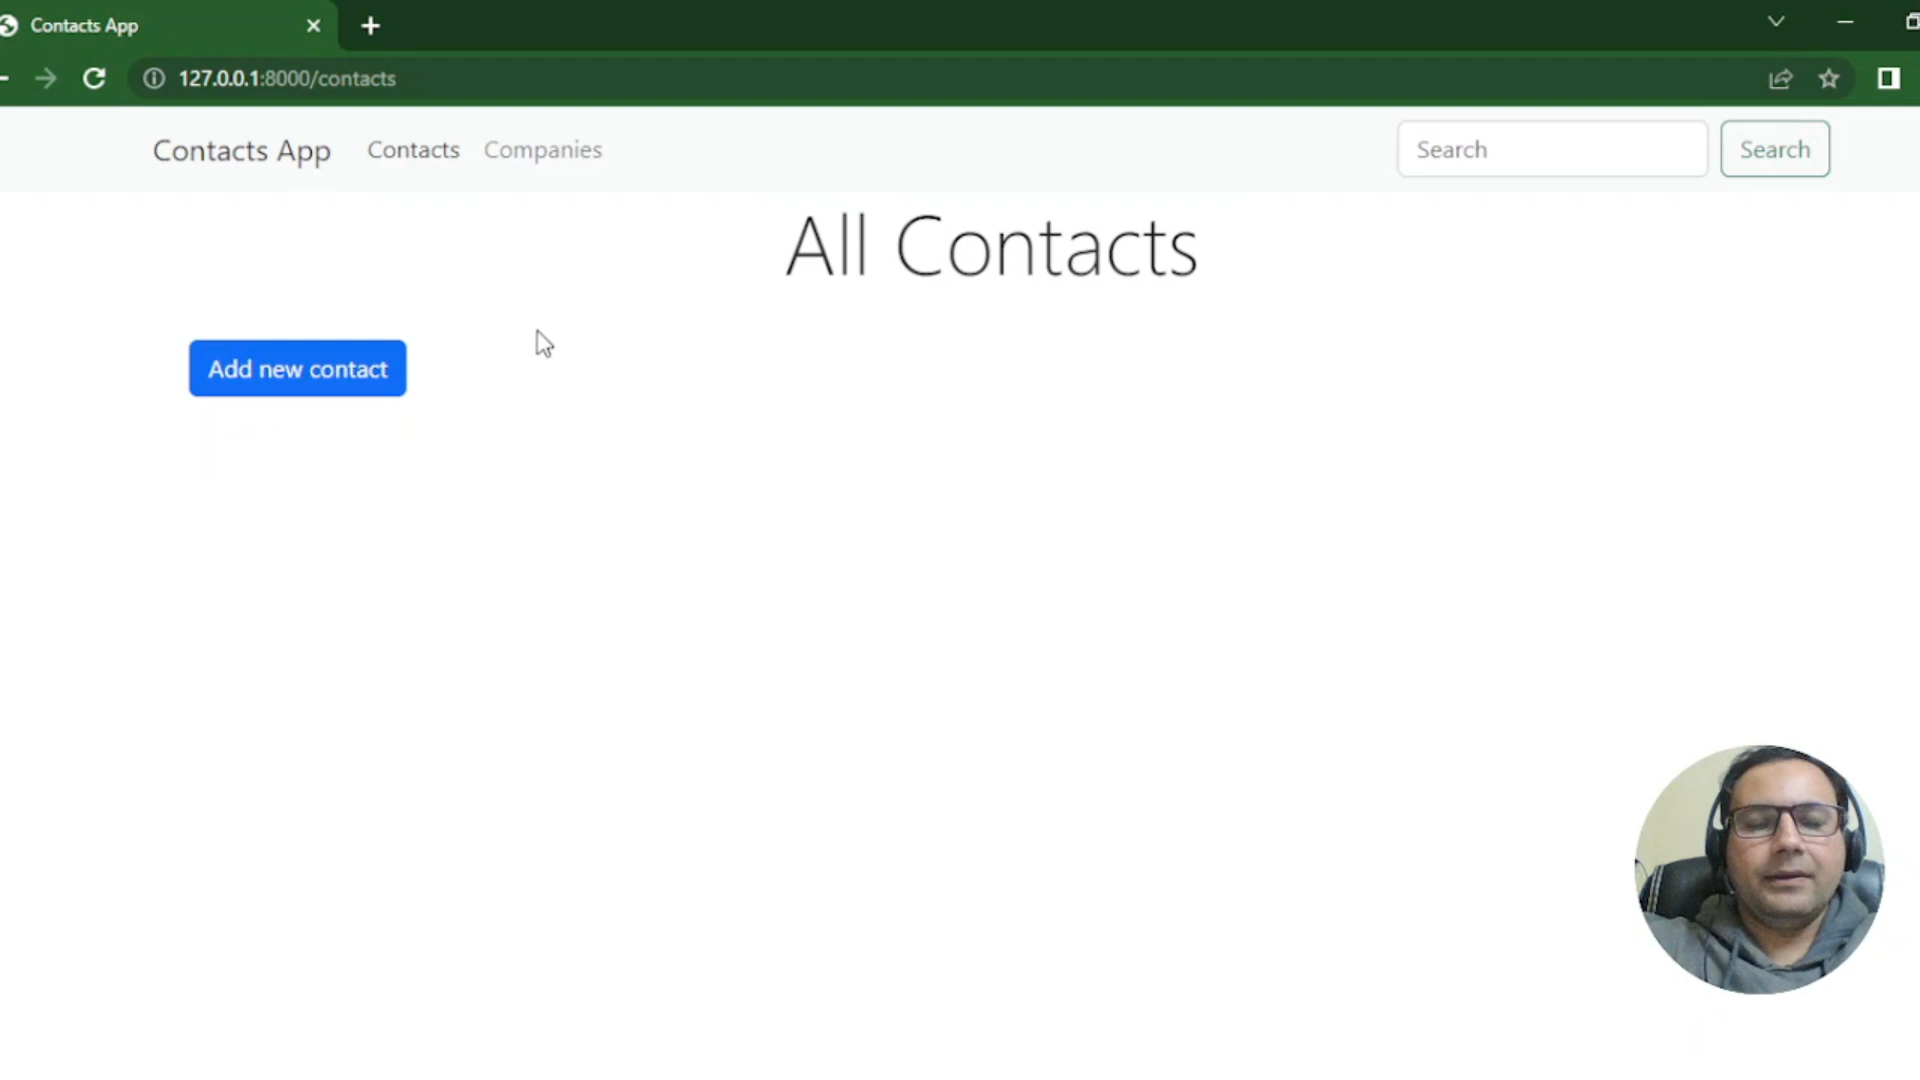 Contacts App
127.0.0.1:8000/contacts
Contacts App Contacts Companies Search Search
All Contacts
Add new contact